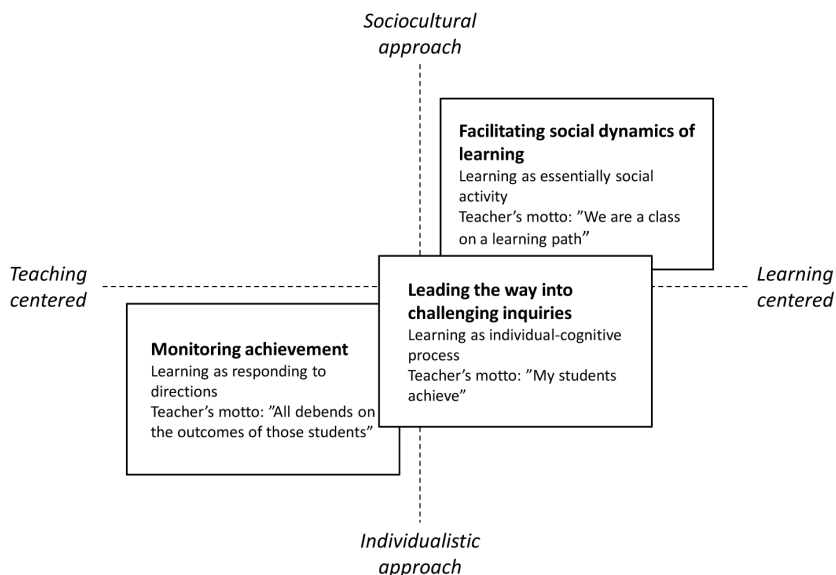 Sociocultural
approach
Facilitating social dynamics of
learning
Learning as essentially social
activity
Teacher’s motto: ”We are a class
on a learning path”
Teaching
centered
Learning
centered
Leading the way into
challenging inquiries
Learning as individual-cognitive
process
Teacher’s motto: ”My students
achieve”
Monitoring achievement
Learning as responding to
directions
Teacher’s motto: ”All debends on
the outcomes of those students”
Individualistic
approach